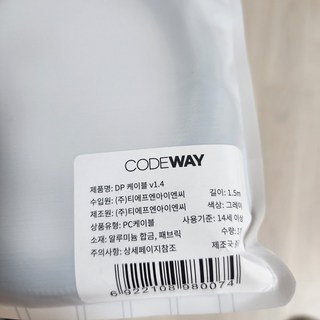 CODEWAY
제품명: DP 케이블 v1.4
수입원: (주)티에프엔아이엔씨 길이: 1.5m
제조원: (주)티에프엔아이엔씨 색상: 그레이
상품유형: PC케이블 사용기준: 14세 이상
소재: 알루미늄 합금, 패브릭 수량:
주의사항: 상세페이지참조 제조국
6 922108 980074